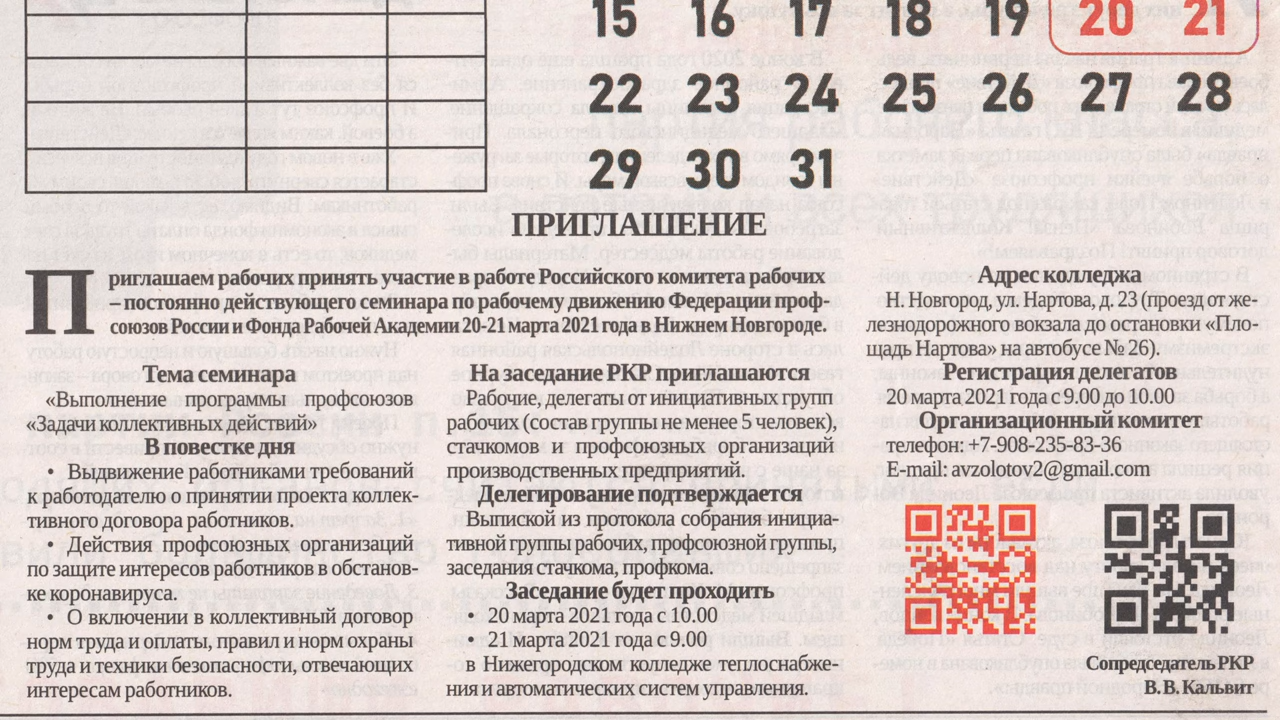 15 16 17 18 19 20 21
22 23 24 25 26 27 28
29 30 31
ПРИГЛАШЕНИЕ
Приглашаем рабочих принять участие в работе Российского комитета рабочих
– постоянно действующего семинара по рабочему движению Федерации проф-
союзов России и Фонда Рабочей Академии 20-21 марта 2021 года в Нижнем Новгороде.
Тема семинара
«Выполнение программы профсоюзов
«Задачи коллективных действий»
В повестке дня
• Выдвижение работниками требований
к работодателю о принятии проекта коллек-
тивного договора работников.
• Действия профсоюзных организаций
по защите интересов работников в обстанов-
ке коронавируса.
• О включении в коллективный договор
норм труда и оплаты, правил и норм охраны
труда и техники безопасности, отвечающих
интересам работников.
На заседание РКР приглашаются
Рабочие, делегаты от инициативных групп
рабочих (состав группы не менее 5 человек),
стачкомов и профсоюзных организаций
производственных предприятий.
Делегирование подтверждается
Выпиской из протокола собрания инициа-
тивной группы рабочих, профсоюзной группы,
заседания стачкома, профкома.
Заседание будет проходить
• 20 марта 2021 года с 10.00
• 21 марта 2021 года с 9.00
в Нижегородском колледже теплоснабже-
ния и автоматических систем управления.
Адрес колледжа
Н. Новгород, ул. Нартова, д. 23 (проезд от же-
лезнодорожного вокзала до остановки «Пло-
щадь Нартова» на автобусе № 26).
Регистрация делегатов
20 марта 2021 года с 9.00 до 10.00
Организационный комитет
телефон: +7-908-235-83-36
E-mail: avzolotov2@gmail.com
Сопредседатель РКР
В. В. Кальвит